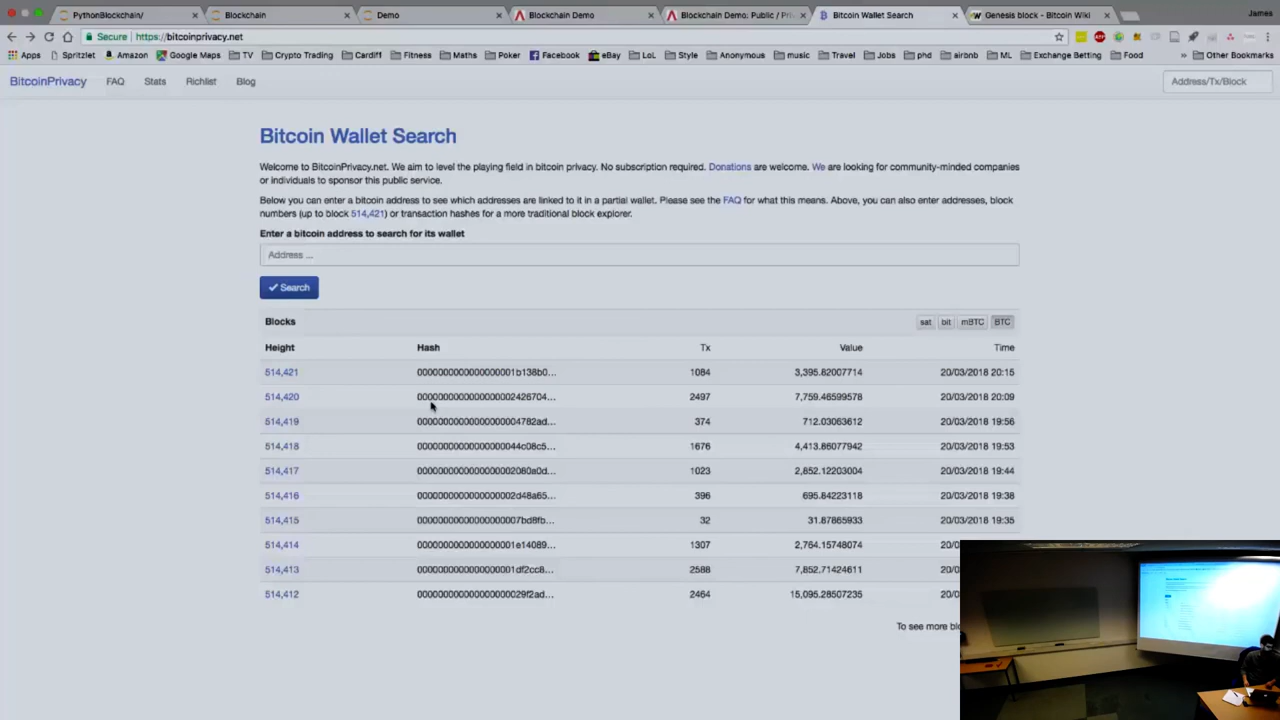 PythonBlockchain/
Blockchain
Demo
Blockchain Demo
Blockchain Demo: Public / Priv
Bitcoin Wallet Search
Genesis block - Bitcoin Wiki
James
Secure
https://bitcoinprivacy.net
Apps
Spritzlet
Amazon
Google Maps
TV
Crypto Trading
Cardiff
Fitness
Maths
Poker
Facebook
eBay
LoL
Style
Anonymous
music
Travel
Jobs
phd
airbnb
ML
Exchange Betting
Food
»
Other Bookmarks
BitcoinPrivacy
FAQ
Stats
Richlist
Blog
Address/Tx/Block
Bitcoin Wallet Search
Welcome to BitcoinPrivacy.net. We aim to level the playing field in bitcoin privacy. No subscription required. Donations are welcome. We are looking for community-minded companies
or individuals to sponsor this public service.
Below you can enter a bitcoin address to see which addresses are linked to it in a partial wallet. Please see the FAQ for what this means. Above, you can also enter addresses, block
numbers (up to block 514,421) or transaction hashes for a more traditional block explorer.
Enter a bitcoin address to search for its wallet
Address ...
Search
Blocks
sat bit mBTC BTC
Height Hash Tx Value Time
514,421 0000000000000000001b138b0... 1084 3,395.82007714 20/03/2018 20:15
514,420 0000000000000000002426704... 2497 7,759.46599578 20/03/2018 20:09
514,419 0000000000000000004782ad... 374 712.03063612 20/03/2018 19:56
514,418 00000000000000000044c08c5... 1676 4,413.86077942 20/03/2018 19:53
514,417 0000000000000000002080a0d... 1023 2,852.12203004 20/03/2018 19:44
514,416 0000000000000000002d48a65... 396 695.84223118 20/03/2018 19:38
514,415 0000000000000000007bd8fb... 32 31.87865933 20/03/2018 19:35
514,414 0000000000000000001e14089... 1307 2,764.15748074
514,413 0000000000000000001df2cc8... 2588 7,852.71424611
514,412 00000000000000000029f2ad... 2464 15,095.28507235
To see more